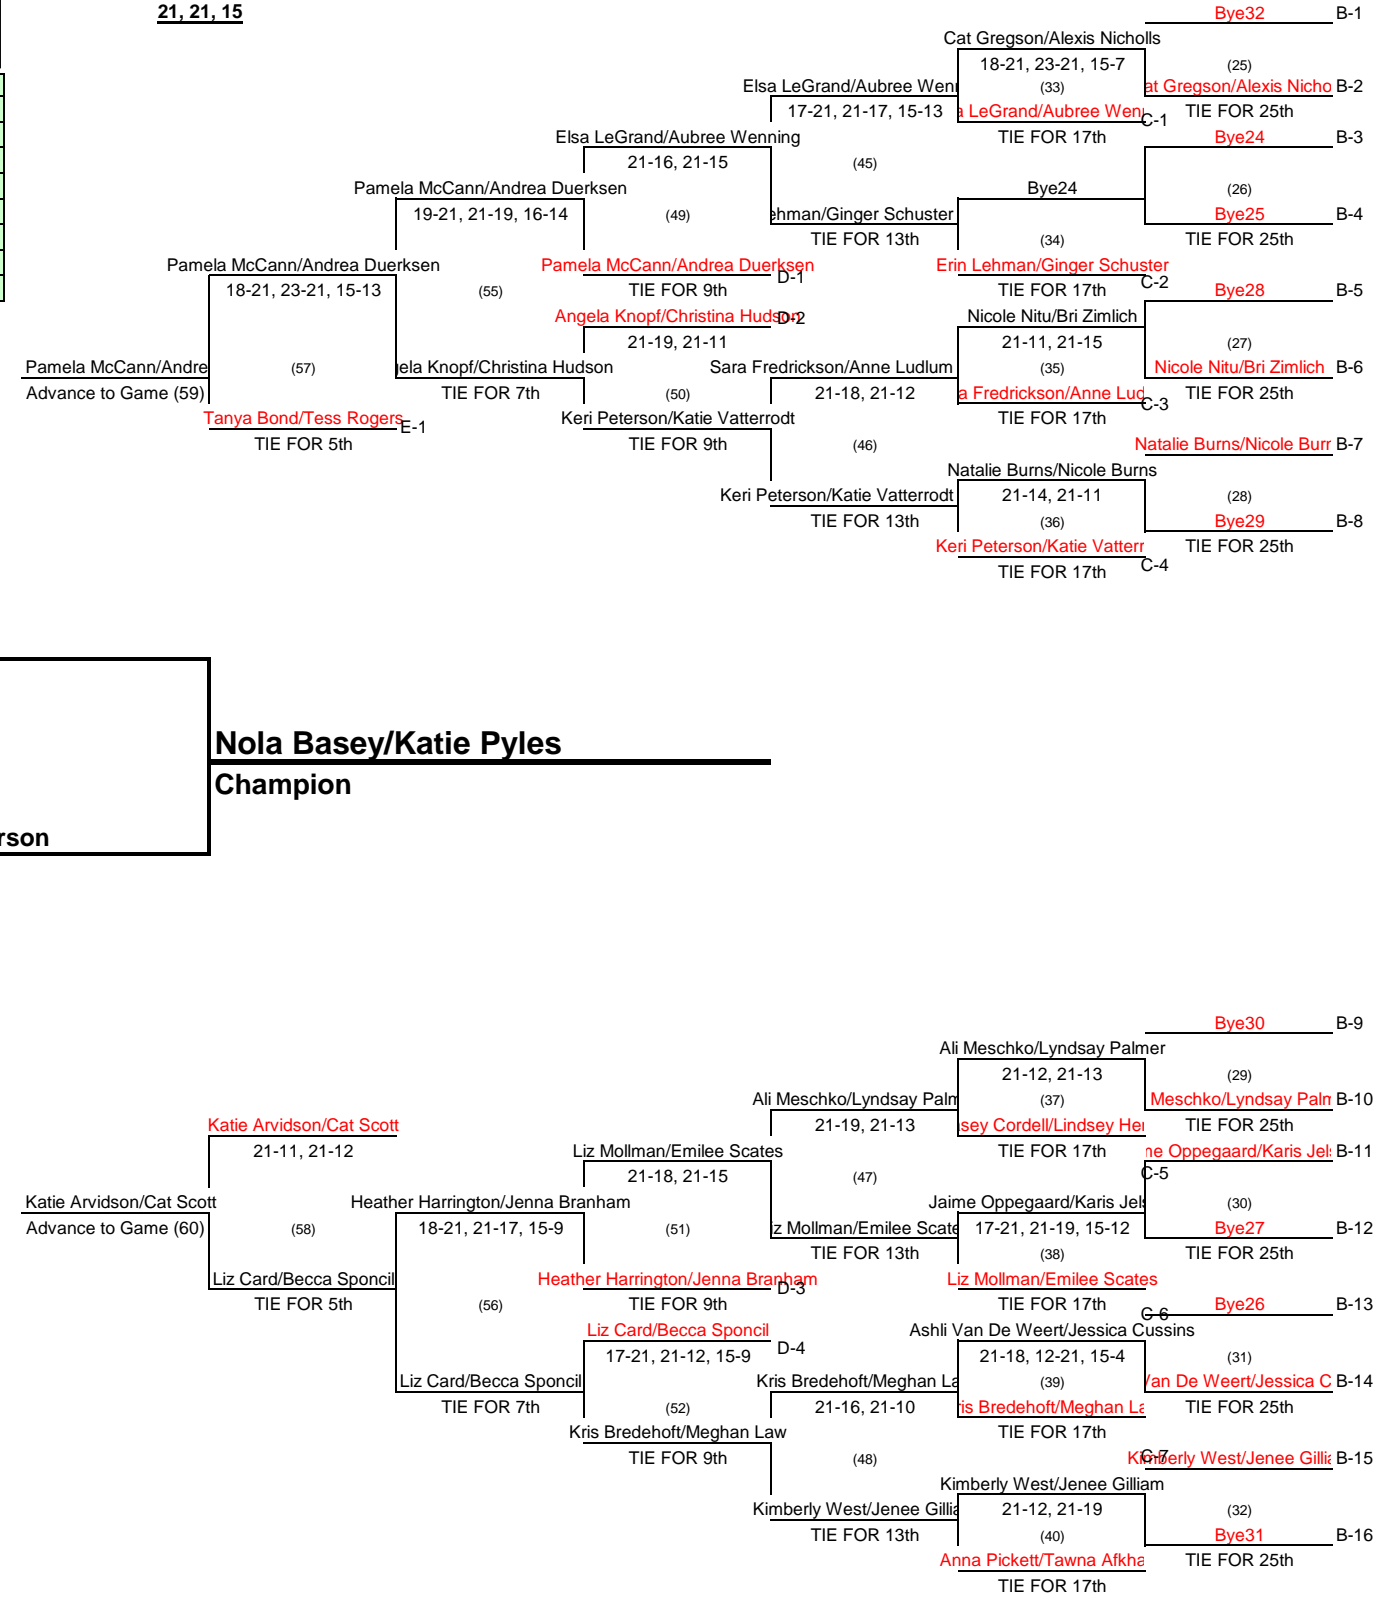 21, 21, 15
Bye32 B-1
Cat Gregson/Alexis Nicholls
18-21, 23-21, 15-7 (25)
Elsa LeGrand/Aubree Wenn (33) at Gregson/Alexis Nicho B-2
17-21, 21-17, 15-13 a LeGrand/Aubree Wenn C-1 TIE FOR 25th
Elsa LeGrand/Aubree Wenning TIE FOR 17th Bye24 B-3
21-16, 21-15 (45)
Pamela McCann/Andrea Duerksen Bye24 (26)
19-21, 21-19, 16-14 (49) ehman/Ginger Schuster Bye25 B-4
TIE FOR 13th (34) TIE FOR 25th
Pamela McCann/Andrea Duerksen Pamela McCann/Andrea Duerksen D-1 Erin Lehman/Ginger Schuster C-2
18-21, 23-21, 15-13 (55) TIE FOR 9th TIE FOR 17th Bye28 B-5
Angela Knopf/Christina Hudson D-2 Nicole Nitu/Bri Zimlich
21-19, 21-11 21-11, 21-15 (27)
Pamela McCann/Andre (57) gela Knopf/Christina Hudson Sara Fredrickson/Anne Ludlum (35) Nicole Nitu/Bri Zimlich B-6
Advance to Game (59) TIE FOR 7th (50) 21-18, 21-12 a Fredrickson/Anne Lud C-3 TIE FOR 25th
Tanya Bond/Tess Rogers E-1 Keri Peterson/Katie Vatterrodt TIE FOR 17th
TIE FOR 5th TIE FOR 9th (46) Natalie Burns/Nicole Burr B-7
Natalie Burns/Nicole Burns
Keri Peterson/Katie Vatterrodt 21-14, 21-11 (28)
TIE FOR 13th (36) Bye29 B-8
Keri Peterson/Katie Vatterr C-4 TIE FOR 25th
TIE FOR 17th
Nola Basey/Katie Pyles
Champion
rson
Bye30 B-9
Ali Meschko/Lyndsay Palmer
21-12, 21-13 (29)
Ali Meschko/Lyndsay Palm (37) Meschko/Lyndsay Palm B-10
Katie Arvidson/Cat Scott 21-19, 21-13 sey Cordell/Lindsey Her TIE FOR 25th
21-11, 21-12 Liz Mollman/Emilee Scates TIE FOR 17th ne Oppegaard/Karis Jels B-11
21-18, 21-15 (47) C-5
Katie Arvidson/Cat Scott Heather Harrington/Jenna Branham Jaime Oppegaard/Karis Jels (30)
Advance to Game (60) (58) 18-21, 21-17, 15-9 (51) iz Mollman/Emilee Scate 17-21, 21-19, 15-12 Bye27 B-12
TIE FOR 13th (38) TIE FOR 25th
Liz Card/Becca Sponcil Heather Harrington/Jenna Branham D-3 Liz Mollman/Emilee Scates
TIE FOR 5th (56) TIE FOR 9th TIE FOR 17th C-6 Bye26 B-13
Liz Card/Becca Sponcil D-4 Ashli Van De Weert/Jessica Cussins
17-21, 21-12, 15-9 21-18, 12-21, 15-4 (31)
Liz Card/Becca Sponcil Kris Bredehoft/Meghan La (39) Van De Weert/Jessica C B-14
TIE FOR 7th (52) 21-16, 21-10 ris Bredehoft/Meghan La TIE FOR 25th
Kris Bredehoft/Meghan Law TIE FOR 17th
TIE FOR 9th (48) C-7 Kimberly West/Jenee Gillia B-15
Kimberly West/Jenee Gilliam
Kimberly West/Jenee Gillia 21-12, 21-19 (32)
TIE FOR 13th (40) Bye31 B-16
Anna Pickett/Tawna Afkha TIE FOR 25th
TIE FOR 17th